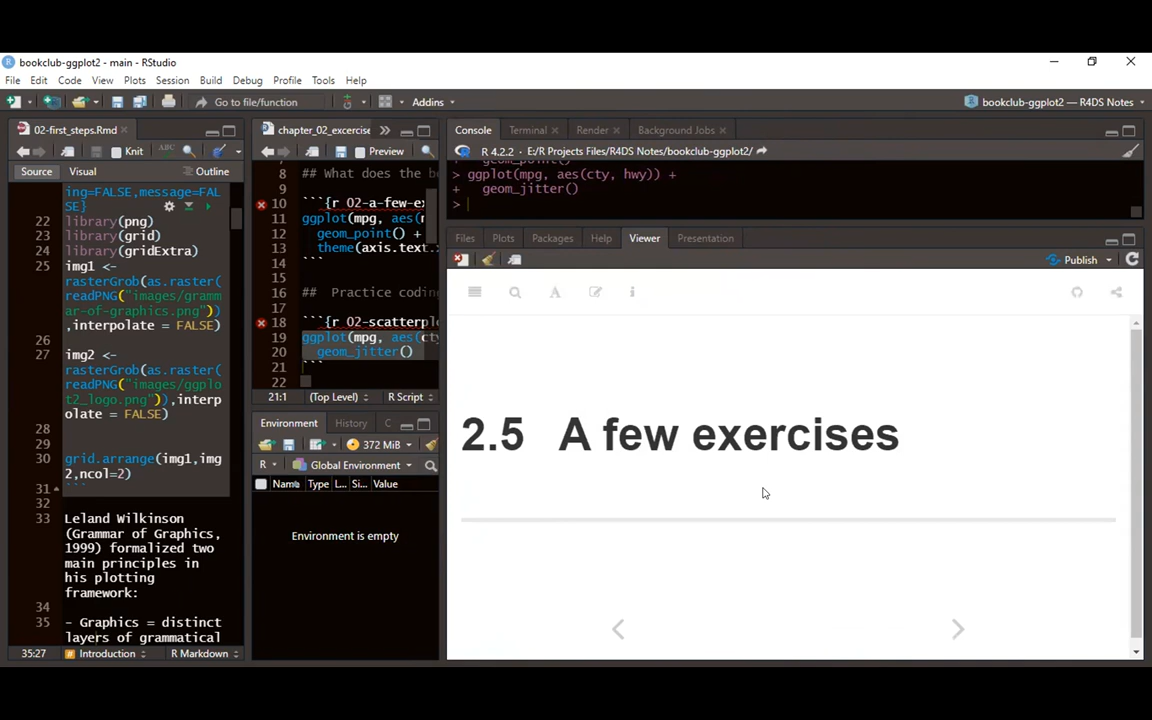 bookclub-ggplot2 - main - RStudio
File Edit Code View Plots Session Build Debug Profile Tools Help
Go to file/function Addins bookclub-ggplot2 — R4DS Notes
02-first_steps.Rmd
Knit
Source Visual Outline
ing=FALSE,message=FAL
SE}
22 library(png)
23 library(grid)
24 library(gridExtra)
25 img1 <-
rasterGrob(as.raster(
readPNG("images/gramm
ar-of-graphics.png"))
,interpolate = FALSE)
26
27 img2 <-
rasterGrob(as.raster(
readPNG("images/ggplo
t2_logo.png")),interp
olate = FALSE)
28
29
30 grid.arrange(img1,img
2,ncol=2)
31 ```
32
33 Leland Wilkinson
(Grammar of Graphics,
1999) formalized two
main principles in
his plotting
framework:
34
35 - Graphics = distinct
layers of grammatical
35:27 Introduction R Markdown
chapter_02_excercise
Preview
8 ## What does the b
9
10 ```{r 02-a-few-e
11 ggplot(mpg, aes(
12 geom_point() +
13 theme(axis.text.
14 ```
15
16 ## Practice coding
17
18 ```{r 02-scatterpl
19 ggplot(mpg, aes(ct
20 geom_jitter()
21 ```
22
21:1 (Top Level) R Script
Environment History C
372 MiB
R Global Environment
Name Type L... Si... Value
Environment is empty
Console Terminal Render Background Jobs
R 4.2.2 · E:/R Projects/R4DS Notes/bookclub-ggplot2/
+ geom_point()
> ggplot(mpg, aes(cty, hwy)) +
+ geom_jitter()
>
Files Plots Packages Help Viewer Presentation
Publish
2.5 A few exercises